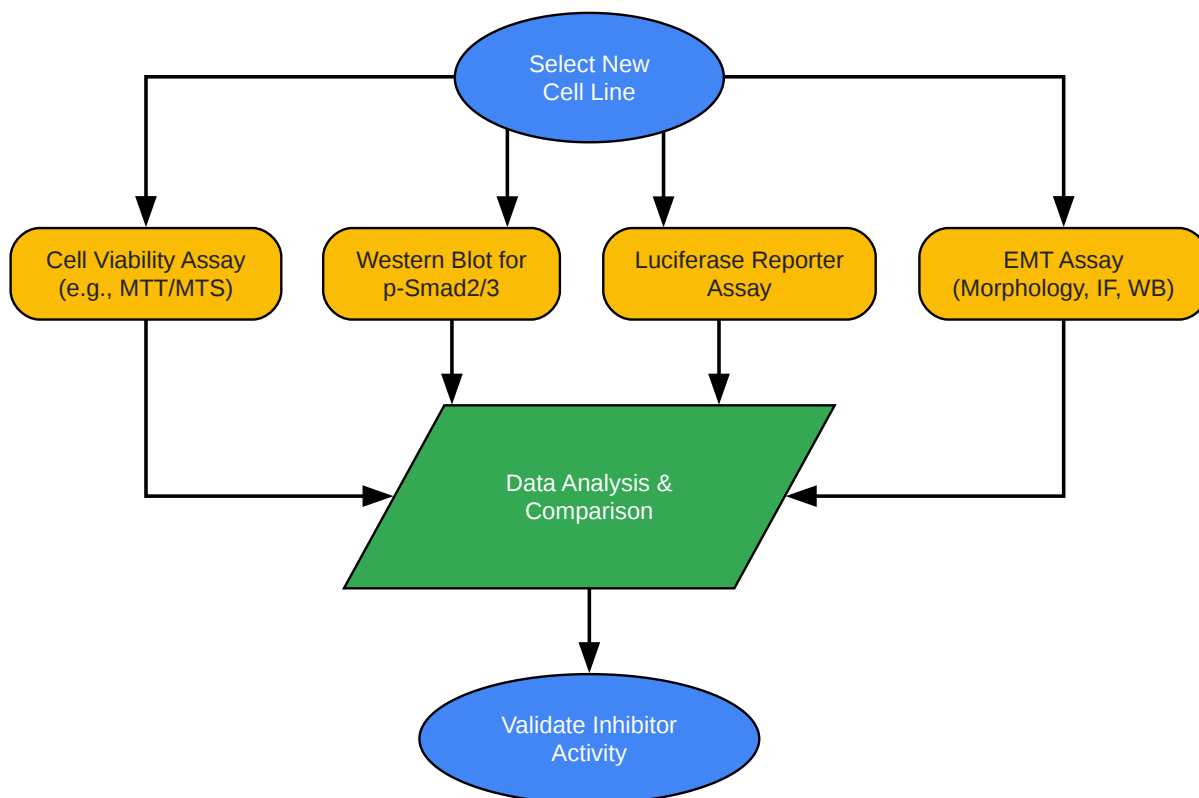 Select New
Cell Line
Cell Viability Assay
(e.g., MTT/MTS)
Western Blot for
p-Smad2/3
Luciferase Reporter
Assay
EMT Assay
(Morphology, IF, WB)
Data Analysis &
Comparison
Validate Inhibitor
Activity